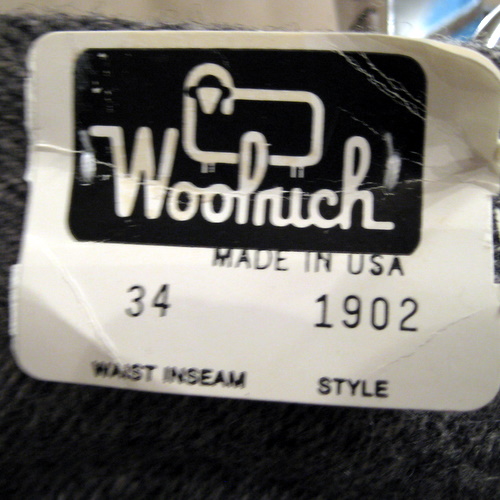 Woolrich
MADE IN USA
34 1902
WAIST INSEAM STYLE